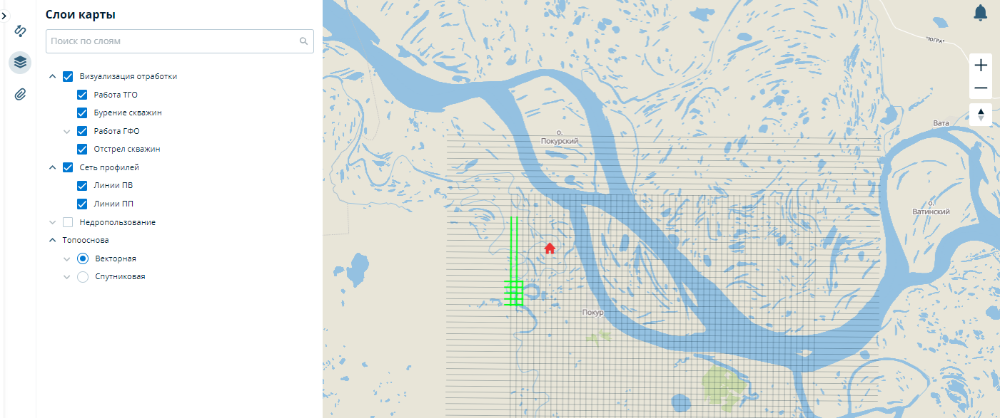 Слои карты
Поиск по слоям
Визуализация отработки
Работа ТГО
Бурение скважин
Работа ГФО
Отстрел скважин
Сеть профилей
Линии ПВ
Линии ПП
Недропользование
Топооснова
Векторная
Спутниковая
"ЮГРА"
Вата
о.
Покурский
о.
Ватинский
Покур